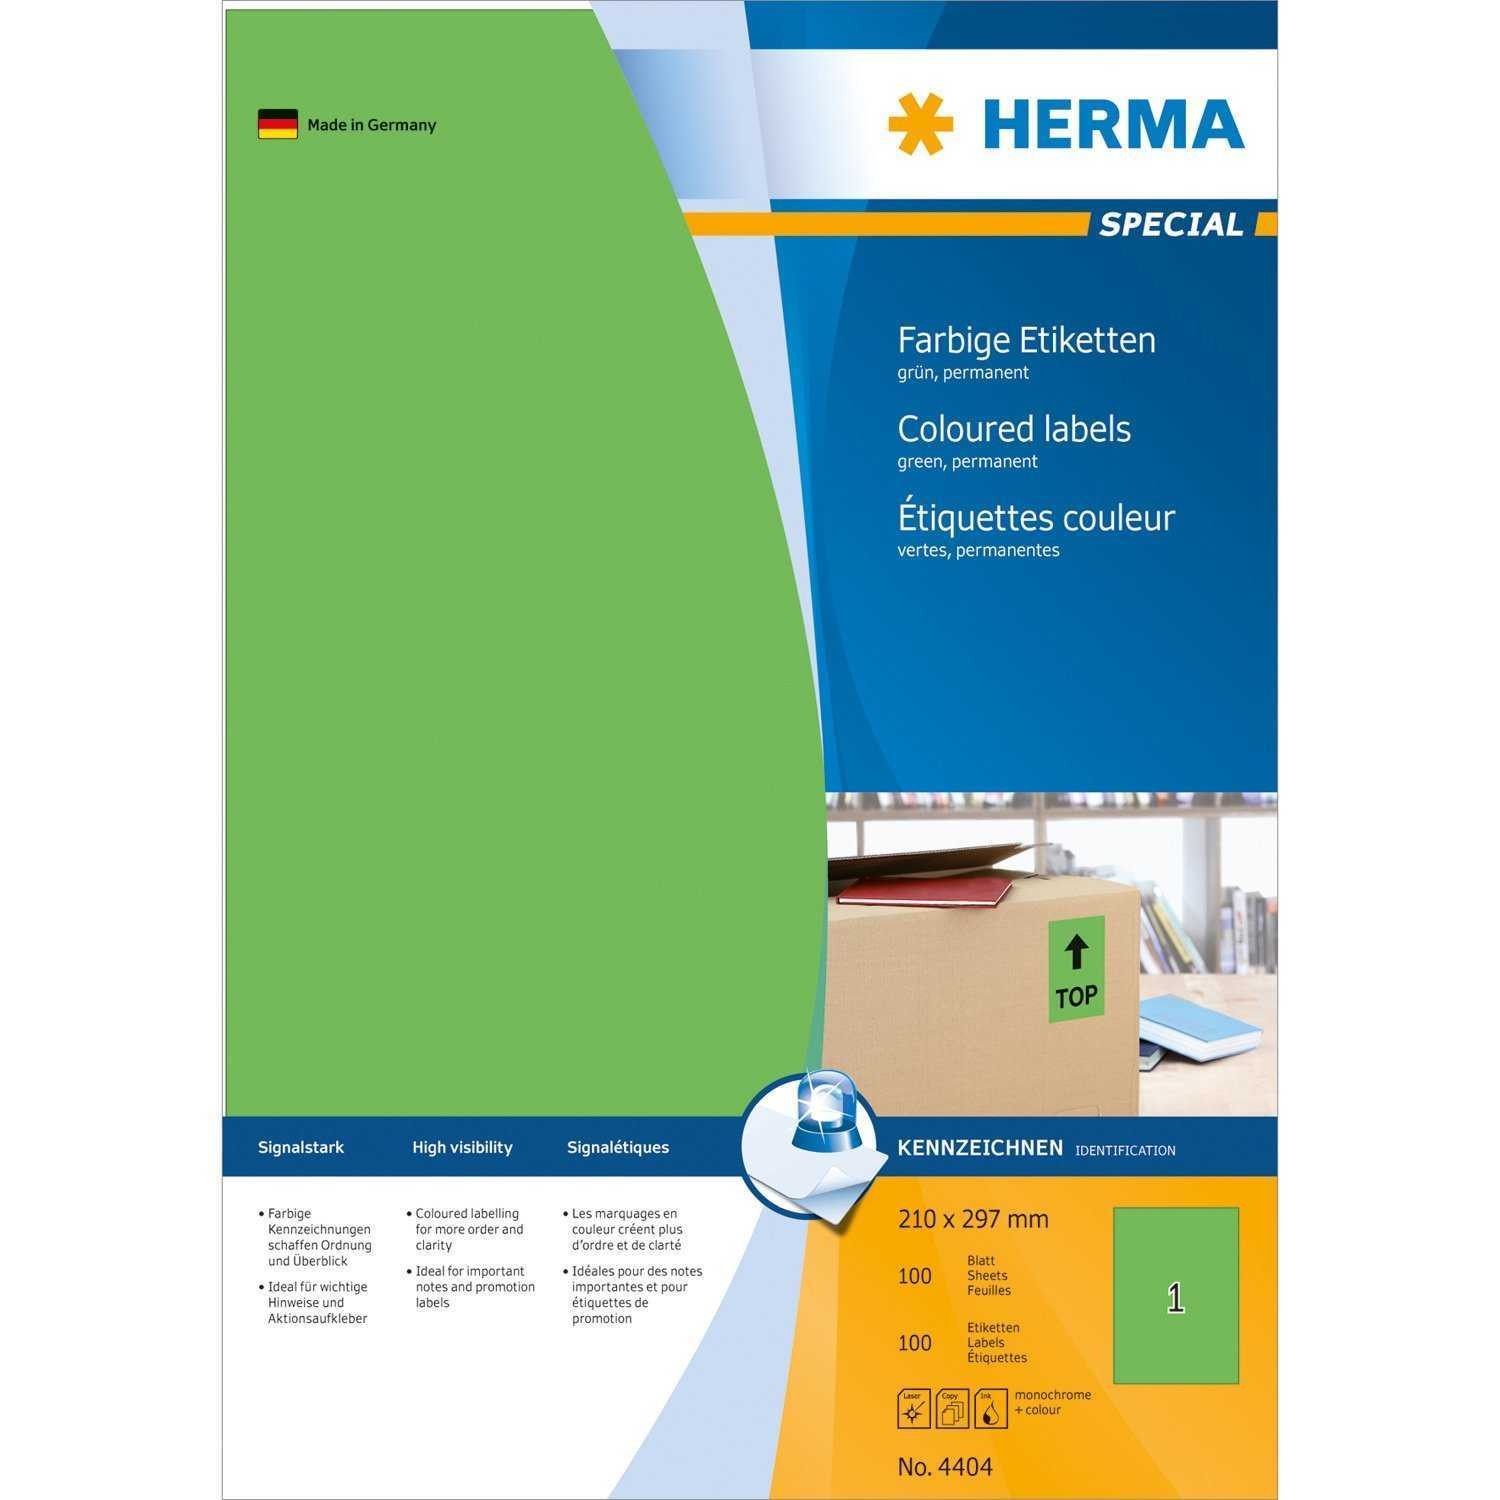 Made in Germany
HERMA
SPECIAL
Farbige Etiketten
grün, permanent
Coloured labels
green, permanent
Étiquettes couleur
vertes, permanentes
TOP
Signalstark
High visibility
Signalétiques
KENNZEICHNEN IDENTIFICATION
• Farbige
Kennzeichnungen
schaffen Ordnung
und Überblick
• Ideal für wichtige
Hinweise und
Aktionsaufkleber
• Coloured labelling
for more order and
clarity
• Ideal for important
notes and promotion
labels
• Les marquages en
couleur créent plus
d'ordre et de clarté
• Idéales pour des notes
importantes et pour
étiquettes de
promotion
210 x 297 mm
100
Blatt
Sheets
Feuilles
100
Etiketten
Labels
Étiquettes
1
Laser
Copy
Ink
monochrome
+ colour
No. 4404